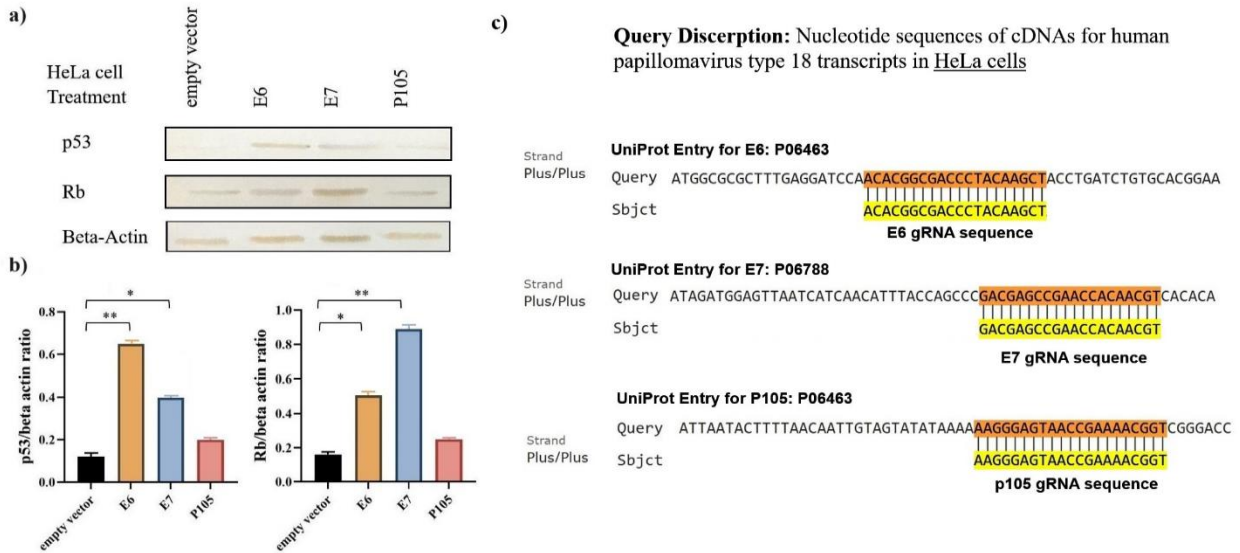 a)
HeLa cell
Treatment
empty vector
E6
E7
P105
p53
Rb
Beta-Actin
b)
p53/beta actin ratio
0.8
0.6
0.4
0.2
0.0
*
**
empty vector
E6
E7
P105
Rb/beta actin ratio
1.0
0.8
0.6
0.4
0.2
0.0
**
*
empty vector
E6
E7
P105
c)
Query Discerption: Nucleotide sequences of cDNAs for human
papillomavirus type 18 transcripts in HeLa cells
Strand
Plus/Plus
UniProt Entry for E6: P06463
Query ATGGCGCGCTTTGAGGATCCAACACGGCGACCCTACAAGCTACCTGATCTGTGCACGGAA
Sbjct ACACGGCGACCCTACAAGCT
E6 gRNA sequence
Strand
Plus/Plus
UniProt Entry for E7: P06788
Query ATAGATGGAGTTAATCATCAACATTTACCAGCCCGACGAGCCGAACCACAACGTCACACA
Sbjct GACGAGCCGAACCACAACGT
E7 gRNA sequence
UniProt Entry for P105: P06463
Strand
Plus/Plus
Query ATTAATACTTTTAACAATTGTAGTATATAAAAAAGGGAGTAACCGAAAACGGTCGGGACC
Sbjct AAGGGAGTAACCGAAAACGGT
p105 gRNA sequence